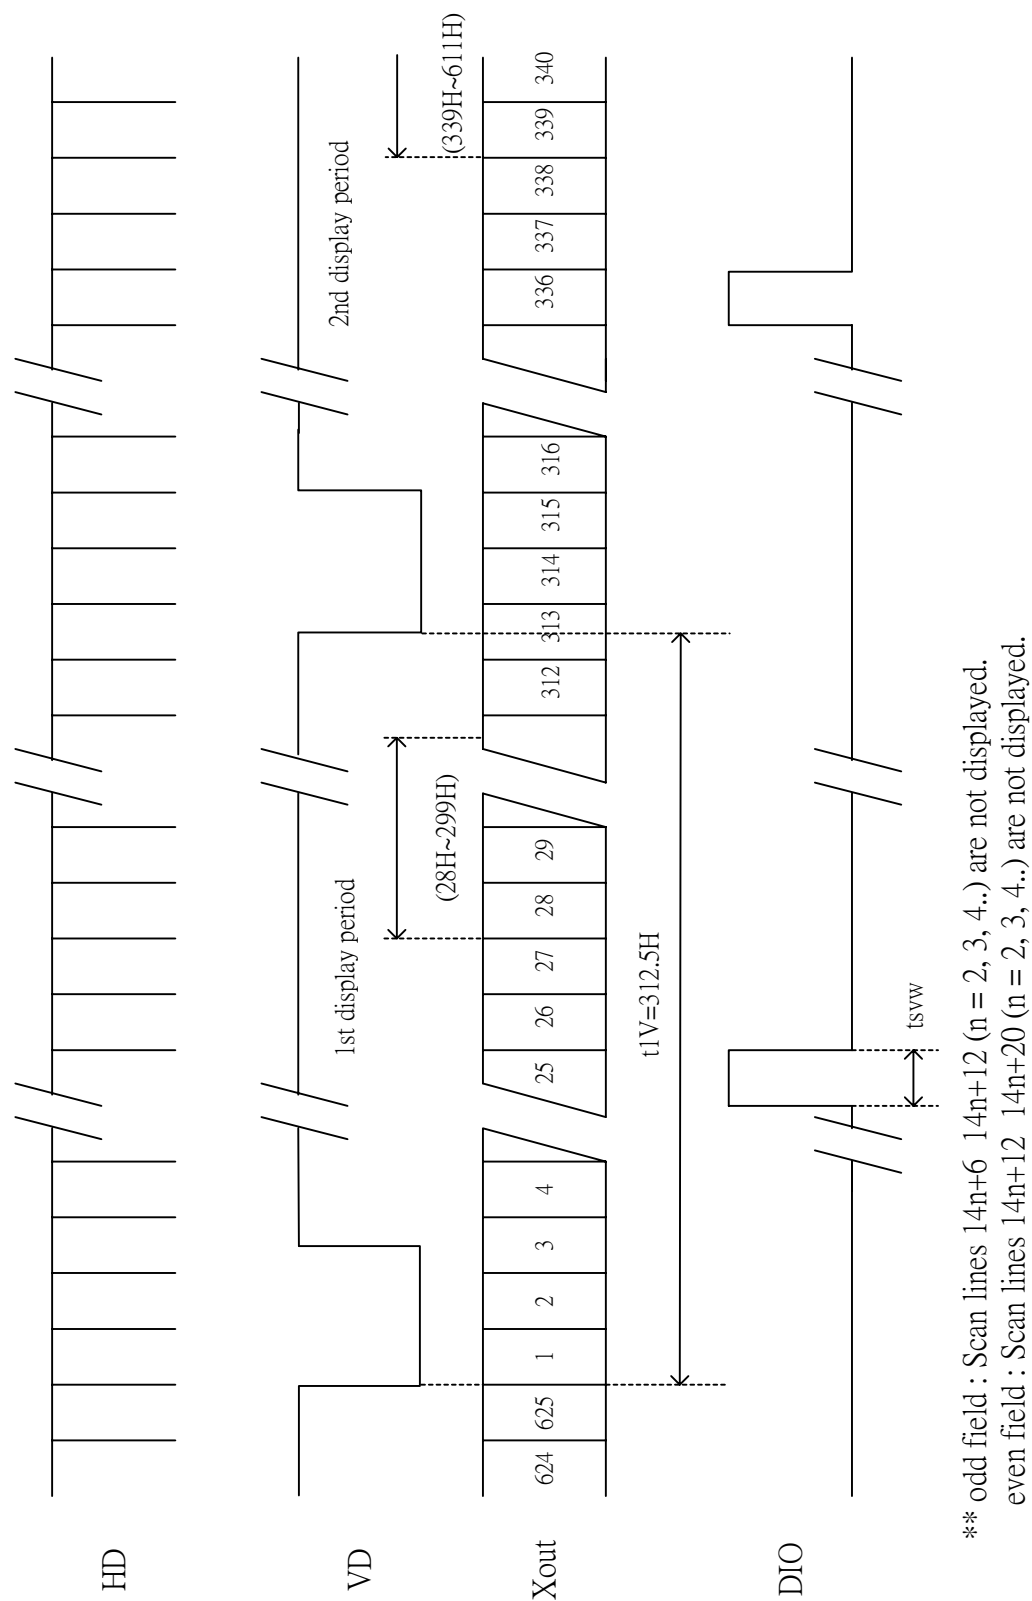 HD
VD
1st display period
2nd display period
(28H~299H)
(339H~611H)
Xout
624 625 1 2 3 4 25 26 27 28 29 312 313 314 315 316 336 337 338 339 340
t1V=312.5H
DIO
tsvw
** odd field : Scan lines 14n+6 14n+12 (n = 2, 3, 4..) are not displayed.
even field : Scan lines 14n+12 14n+20 (n = 2, 3, 4..) are not displayed.